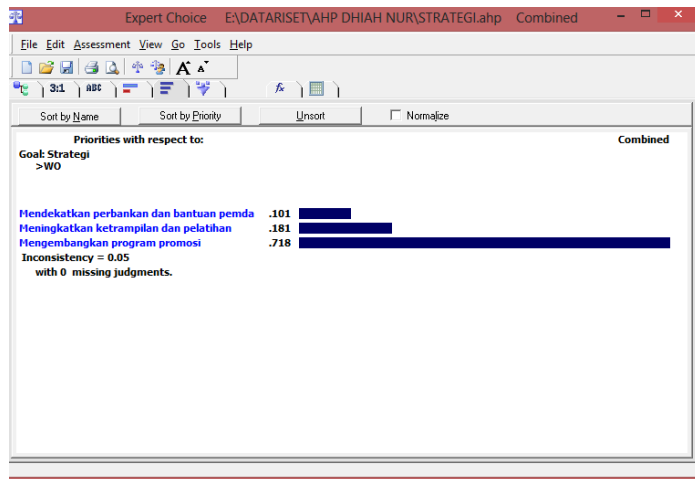 Expert Choice E:\DATARISET\AHP DHIAH NUR\STRATEGI.ahp Combined
File Edit Assessment View Go Tools Help
A A
3:1 ABC fx
Sort by Name Sort by Priority Unsort Normalize
Priorities with respect to: Combined
Goal: Strategi
>WO
Mendekatkan perbankan dan bantuan pemda .101
Meningkatkan ketrampilan dan pelatihan .181
Mengembangkan program promosi .718
Inconsistency = 0.05
with 0 missing judgments.